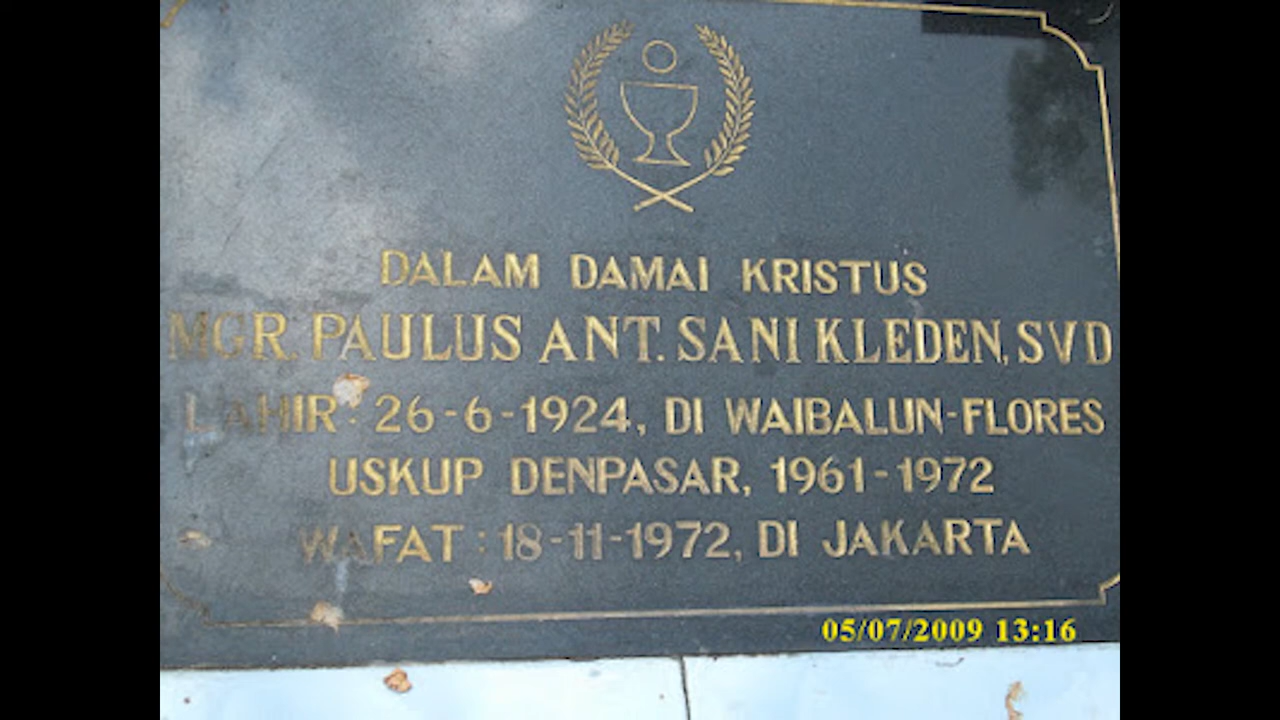 DALAM DAMAI KRISTUS
MGR. PAULUS ANT. SANI KLEDEN, SVD
LAHIR : 26-6-1924, DI WAIBALUN-FLORES
USKUP DENPASAR, 1961-1972
WAFAT : 18-11-1972, DI JAKARTA
05/07/2009 13:16